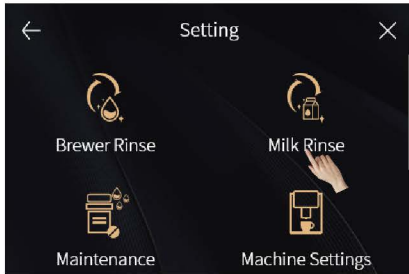 Setting
Brewer Rinse
Milk Rinse
Maintenance
Machine Settings